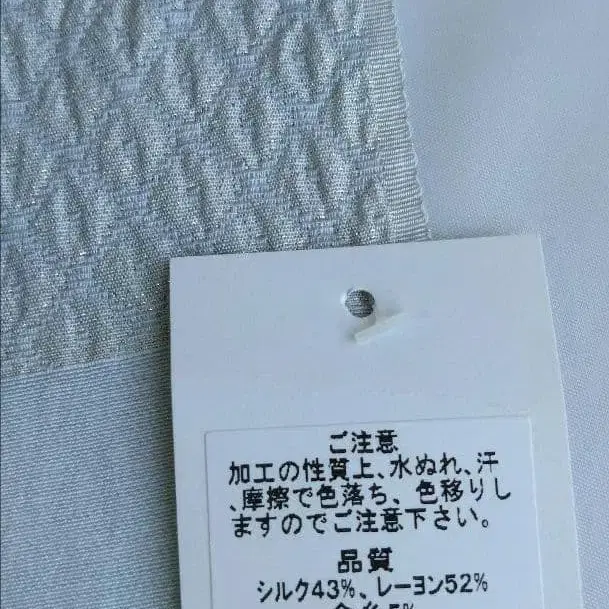 ご注意
加工の性質上、水ぬれ、汗
、摩擦で色落ち、色移りし
ますのでご注意下さい。
品質
シルク43%、レーヨン52%